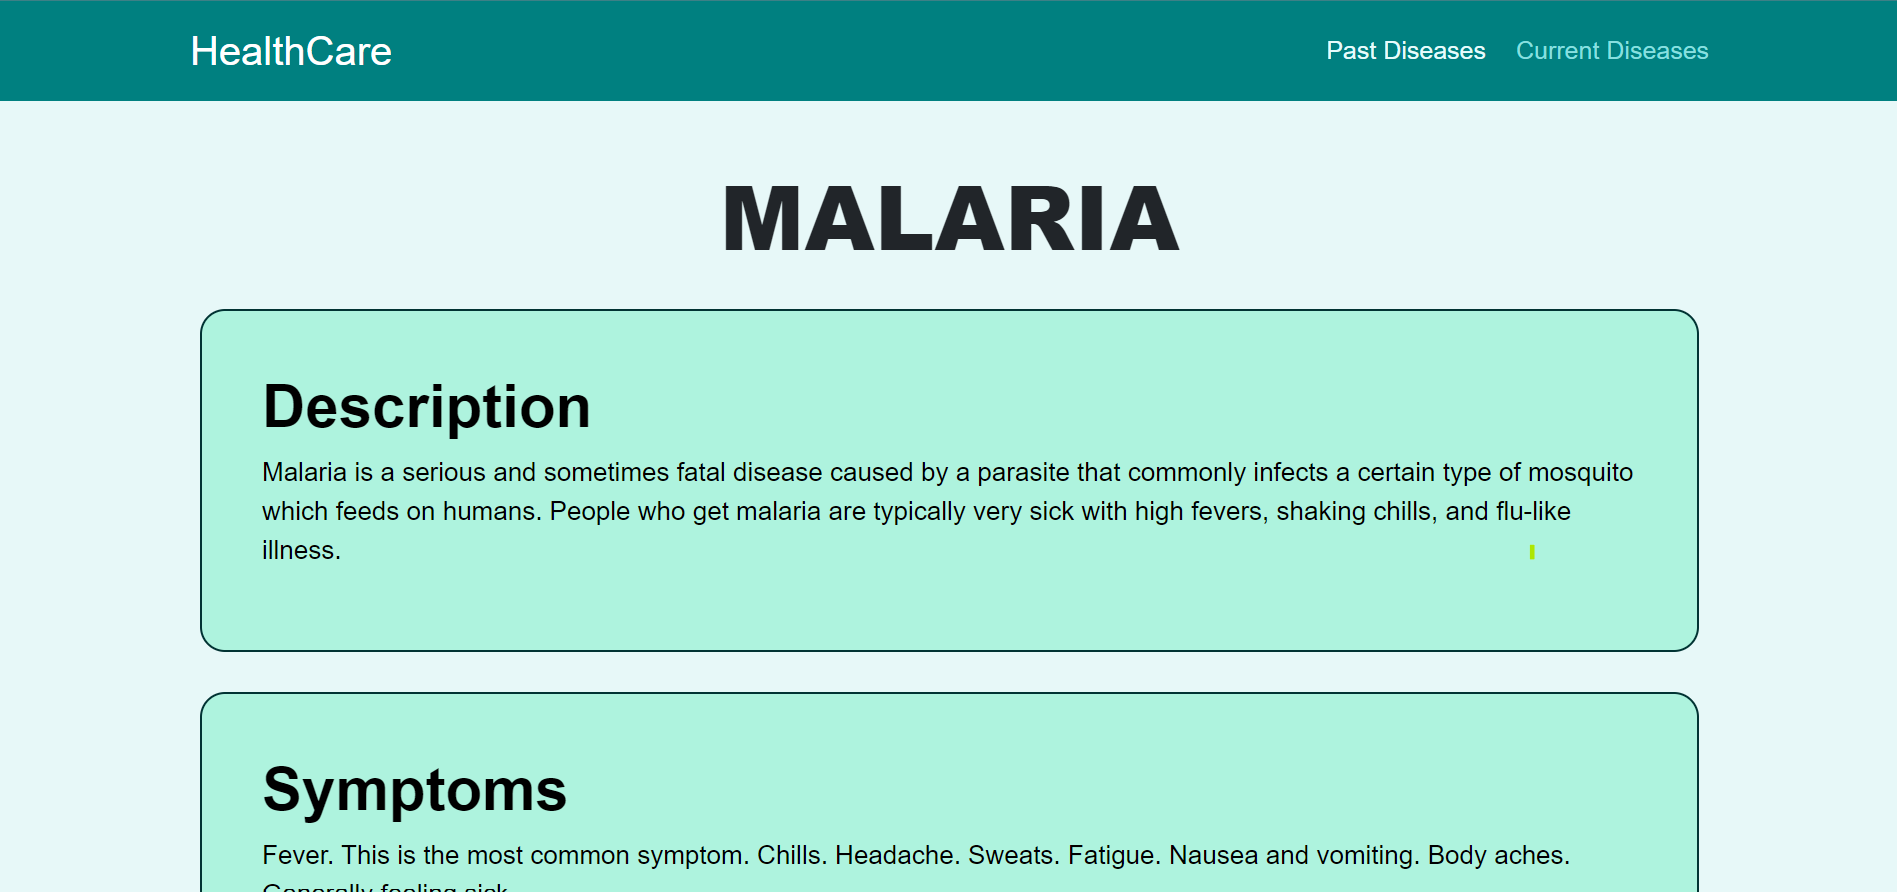 HealthCare
Past Diseases
Current Diseases
MALARIA
Description
Malaria is a serious and sometimes fatal disease caused by a parasite that commonly infects a certain type of mosquito
which feeds on humans. People who get malaria are typically very sick with high fevers, shaking chills, and flu-like
illness.
Symptoms
Fever. This is the most common symptom. Chills. Headache. Sweats. Fatigue. Nausea and vomiting. Body aches.
Generally feeling sick.